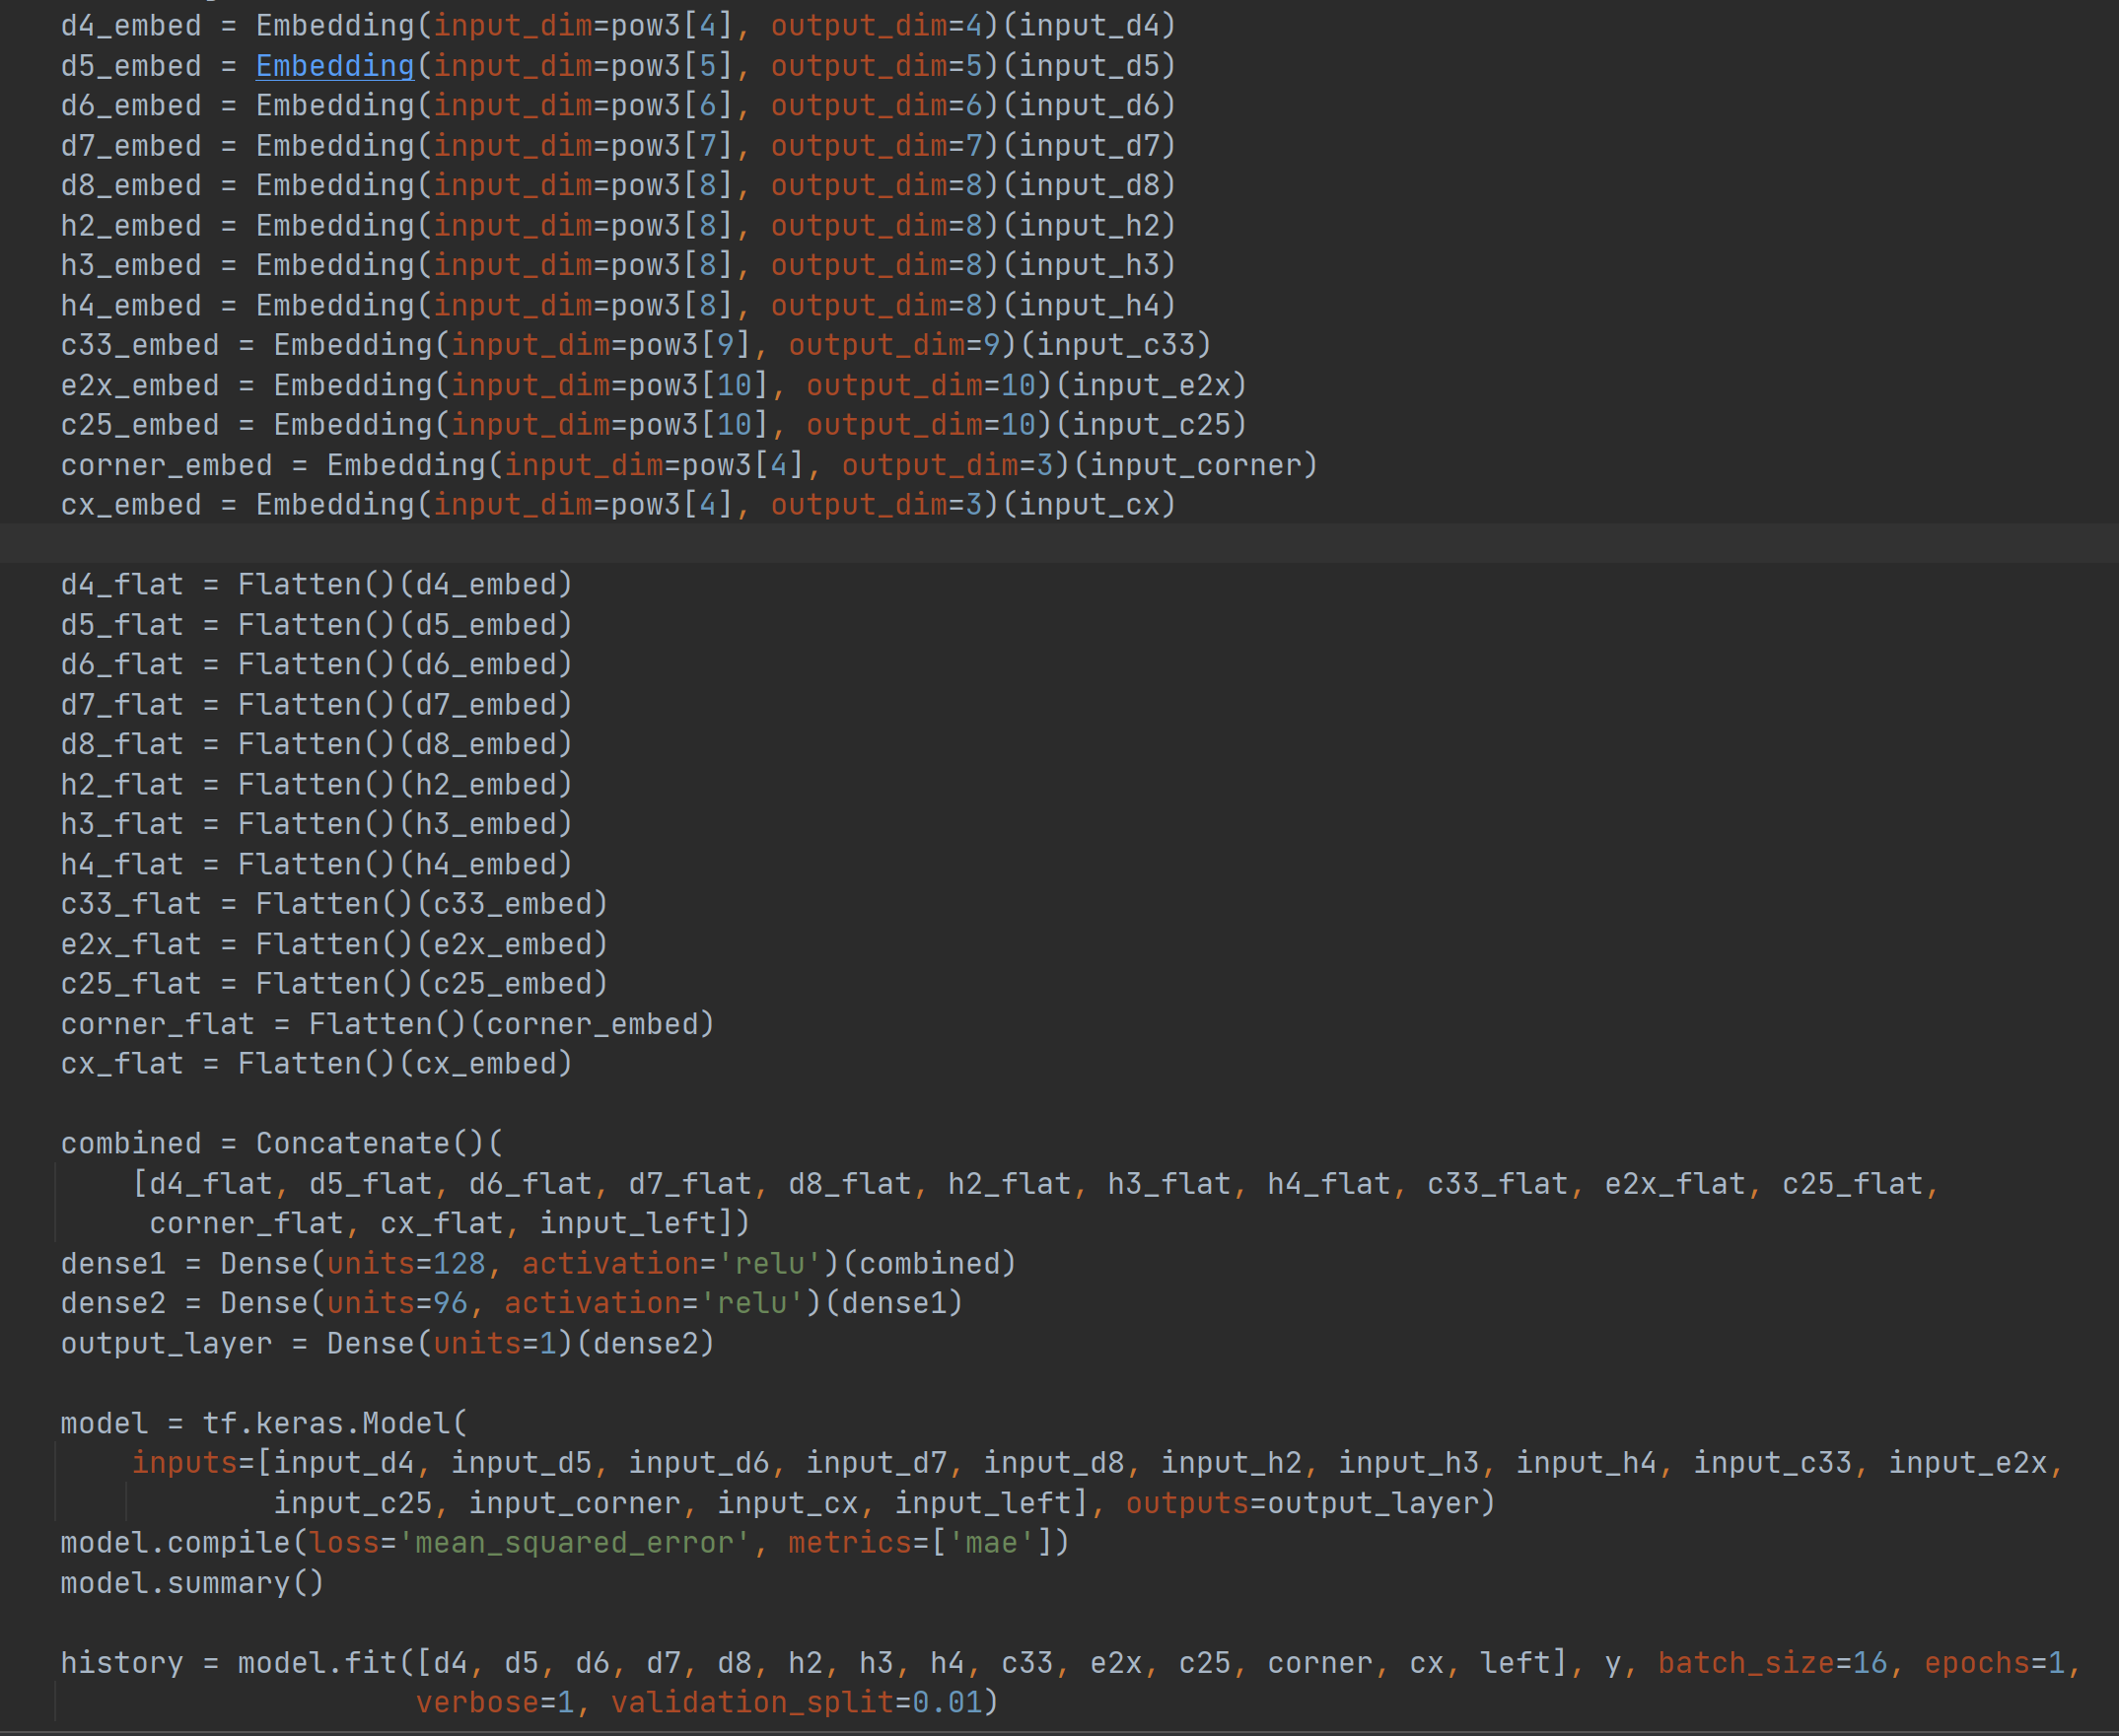 d4_embed = Embedding(input_dim=pow3[4], output_dim=4)(input_d4)
d5_embed = Embedding(input_dim=pow3[5], output_dim=5)(input_d5)
d6_embed = Embedding(input_dim=pow3[6], output_dim=6)(input_d6)
d7_embed = Embedding(input_dim=pow3[7], output_dim=7)(input_d7)
d8_embed = Embedding(input_dim=pow3[8], output_dim=8)(input_d8)
h2_embed = Embedding(input_dim=pow3[8], output_dim=8)(input_h2)
h3_embed = Embedding(input_dim=pow3[8], output_dim=8)(input_h3)
h4_embed = Embedding(input_dim=pow3[8], output_dim=8)(input_h4)
c33_embed = Embedding(input_dim=pow3[9], output_dim=9)(input_c33)
e2x_embed = Embedding(input_dim=pow3[10], output_dim=10)(input_e2x)
c25_embed = Embedding(input_dim=pow3[10], output_dim=10)(input_c25)
corner_embed = Embedding(input_dim=pow3[4], output_dim=3)(input_corner)
cx_embed = Embedding(input_dim=pow3[4], output_dim=3)(input_cx)
d4_flat = Flatten()(d4_embed)
d5_flat = Flatten()(d5_embed)
d6_flat = Flatten()(d6_embed)
d7_flat = Flatten()(d7_embed)
d8_flat = Flatten()(d8_embed)
h2_flat = Flatten()(h2_embed)
h3_flat = Flatten()(h3_embed)
h4_flat = Flatten()(h4_embed)
c33_flat = Flatten()(c33_embed)
e2x_flat = Flatten()(e2x_embed)
c25_flat = Flatten()(c25_embed)
corner_flat = Flatten()(corner_embed)
cx_flat = Flatten()(cx_embed)
combined = Concatenate()(
[d4_flat, d5_flat, d6_flat, d7_flat, d8_flat, h2_flat, h3_flat, h4_flat, c33_flat, e2x_flat, c25_flat,
corner_flat, cx_flat, input_left])
dense1 = Dense(units=128, activation='relu')(combined)
dense2 = Dense(units=96, activation='relu')(dense1)
output_layer = Dense(units=1)(dense2)
model = tf.keras.Model(
inputs=[input_d4, input_d5, input_d6, input_d7, input_d8, input_h2, input_h3, input_h4, input_c33, input_e2x,
input_c25, input_corner, input_cx, input_left], outputs=output_layer)
model.compile(loss='mean_squared_error', metrics=['mae'])
model.summary()
history = model.fit([d4, d5, d6, d7, d8, h2, h3, h4, c33, e2x, c25, corner, cx, left], y, batch_size=16, epochs=1,
verbose=1, validation_split=0.01)